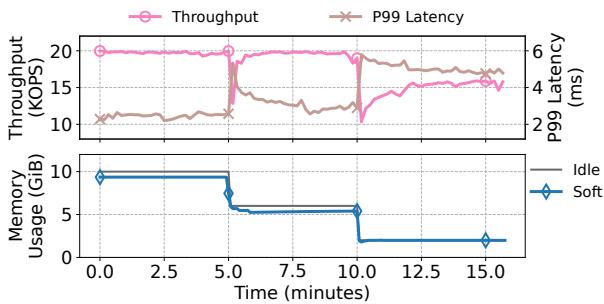 Throughput
P99 Latency
Throughput
(KOPS)
20
15
10
6
4
2
P99 Latency
(ms)
Memory
Usage (GiB)
10
5
0
Idle
Soft
0.0 2.5 5.0 7.5 10.0 12.5 15.0
Time (minutes)